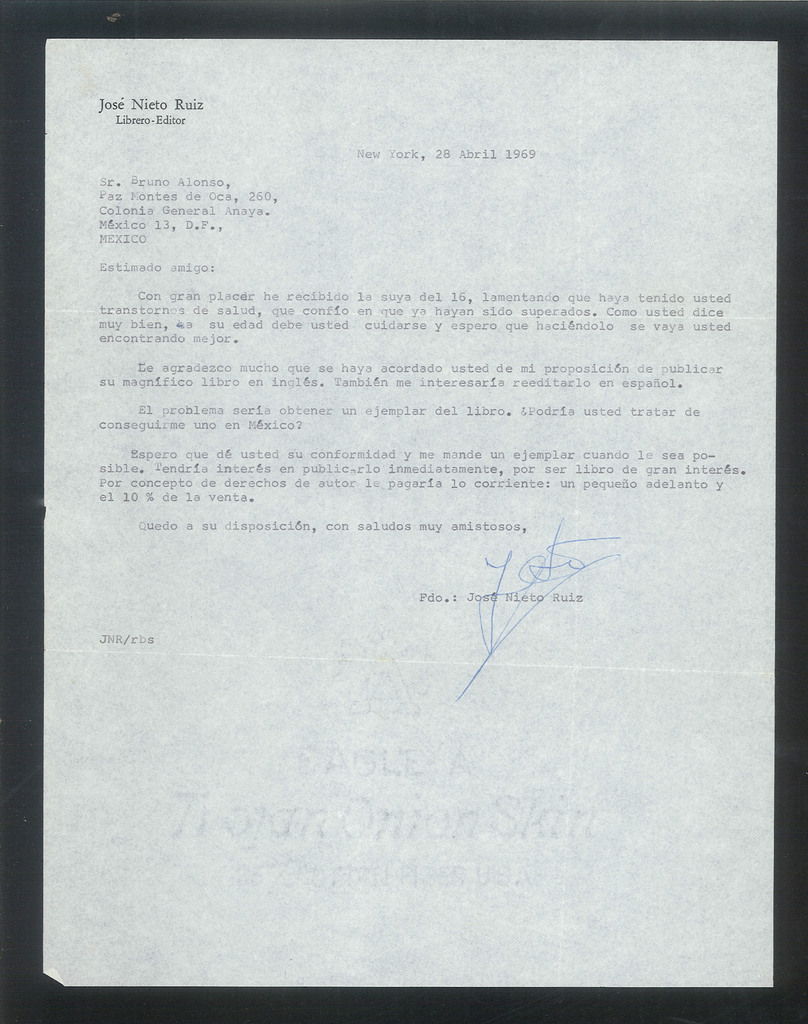 José Nieto Ruiz
Librero-Editor
New York, 28 Abril 1969
Sr. Bruno Alonso,
Paz Montes de Oca, 260,
Colonia General Anaya.
México 13, D.F.,
MEXICO
Estimado amigo:
Con gran placer he recibido la suya del 16, lamentando que haya tenido usted
transtornos de salud, que confío en que ya hayan sido superados. Como usted dice
muy bien, a su edad debe usted cuidarse y espero que haciéndolo se vaya usted
encontrando mejor.
Le agradezco mucho que se haya acordado usted de mi proposición de publicar
su magnífico libro en inglés. También me interesaría reeditarlo en español.
El problema sería obtener un ejemplar del libro. ¿Podría usted tratar de
conseguirme uno en México?
Espero que dé usted su conformidad y me mande un ejemplar cuando le sea po-
sible. Tendría interés en publicarlo inmediatamente, por ser libro de gran interés.
Por concepto de derechos de autor le pagaría lo corriente: un pequeño adelanto y
el 10 % de la venta.
Quedo a su disposición, con saludos muy amistosos,
Fdo.: José Nieto Ruiz
JNR/rbs
EAGLE-A
Trojan Onion Skin
U.S.A.